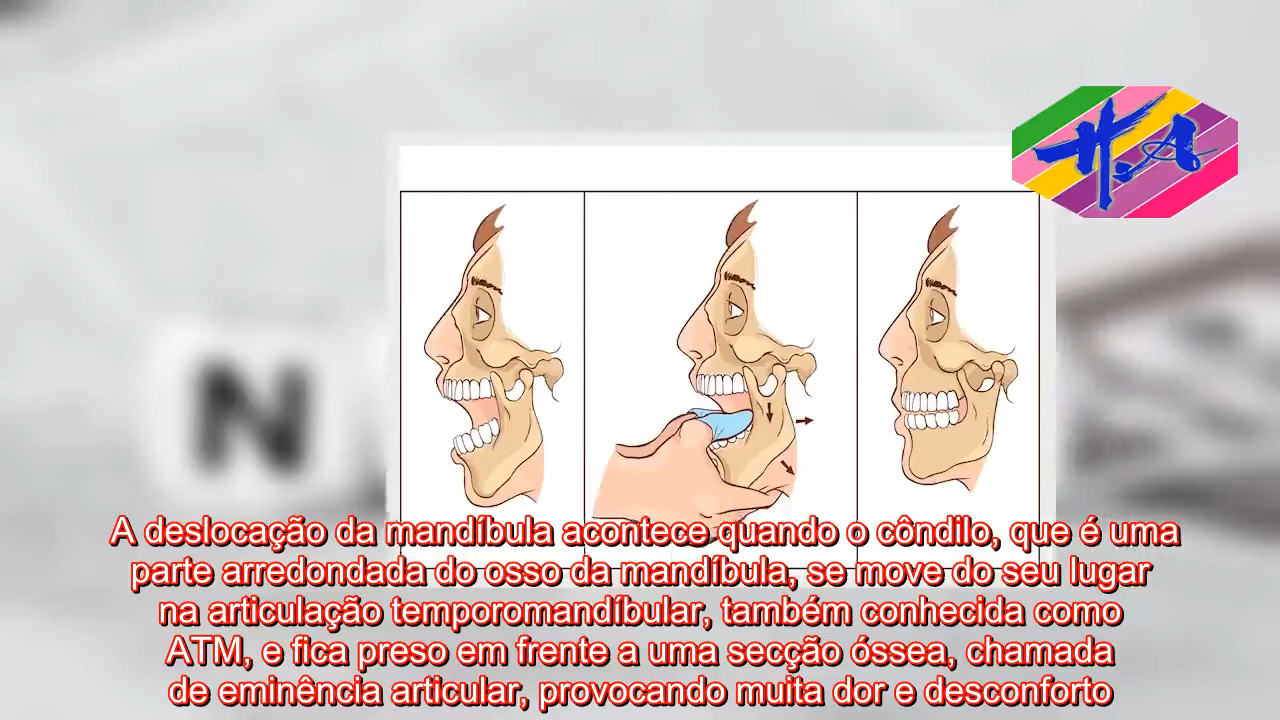 H.A
N
A deslocação da mandíbula acontece quando o côndilo, que é uma
parte arredondada do osso da mandíbula, se move do seu lugar
na articulação temporomandíbular, também conhecida como
ATM, e fica preso em frente a uma secção óssea, chamada
de eminência articular, provocando muita dor e desconforto